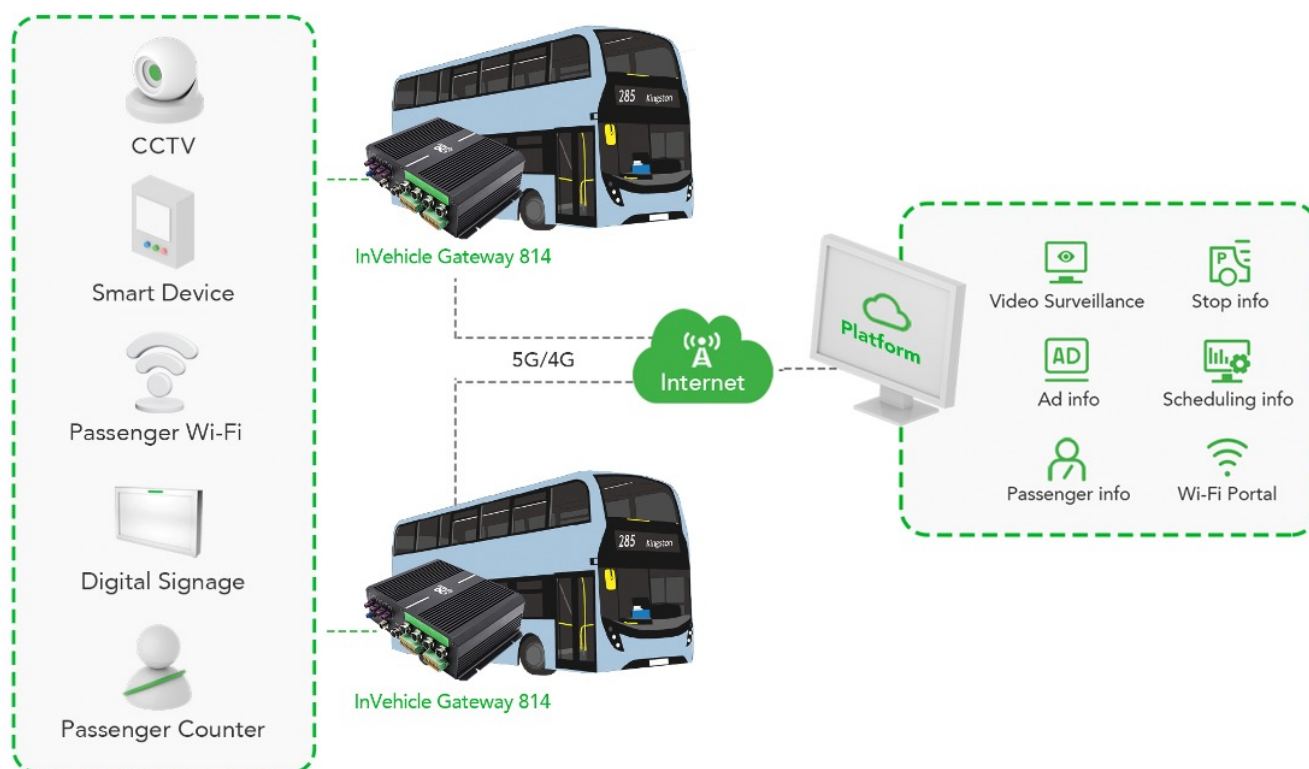 CCTV
Smart Device
Passenger Wi-Fi
Digital Signage
Passenger Counter
285 Kingston
InVehicle Gateway 814
5G/4G
Internet
285 Kingston
InVehicle Gateway 814
Platform
Video Surveillance
P
Stop info
AD
Ad info
Scheduling info
Passenger info
Wi-Fi Portal